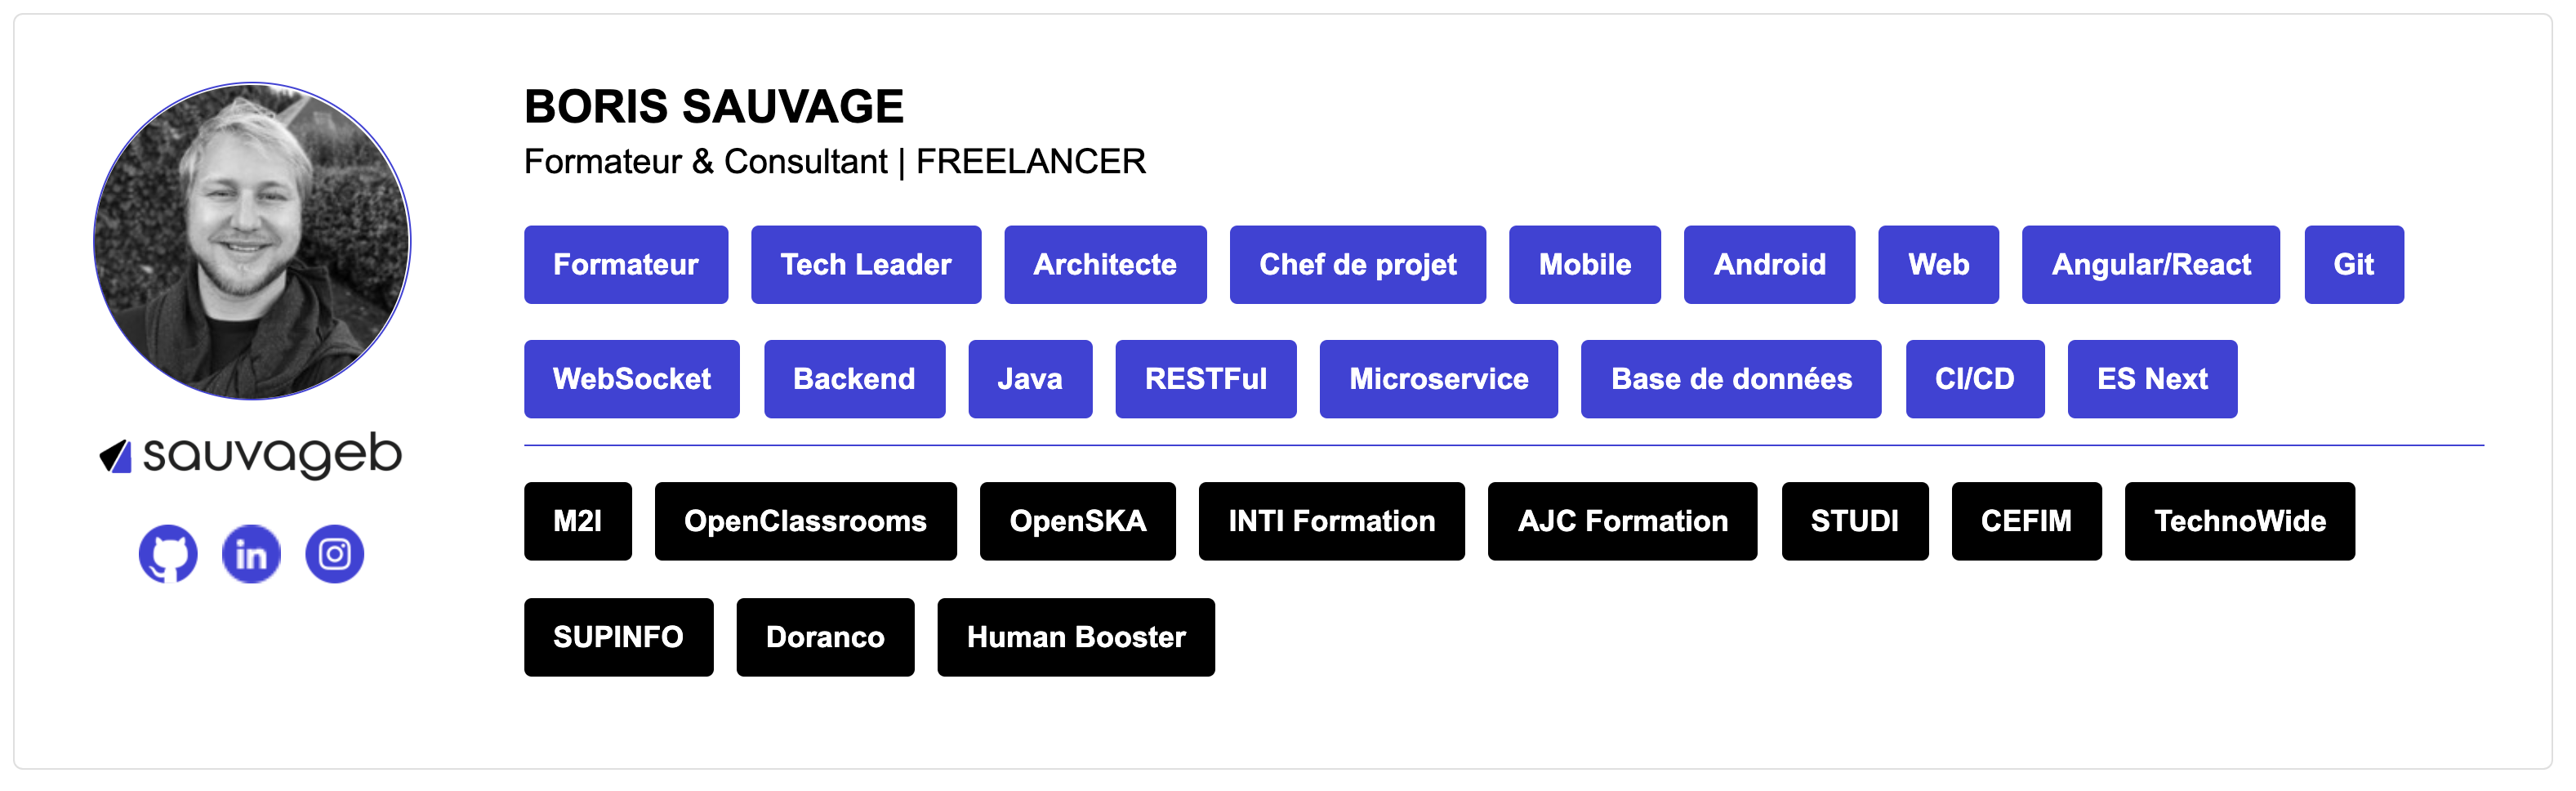 BORIS SAUVAGE
Formateur & Consultant | FREELANCER
Formateur Tech Leader Architecte Chef de projet Mobile Android Web Angular/React Git
WebSocket Backend Java RESTFul Microservice Base de données CI/CD ES Next
sauvageb
M2I OpenClassrooms OpenSKA INTI Formation AJC Formation STUDI CEFIM TechnoWide
in
SUPINFO Doranco Human Booster